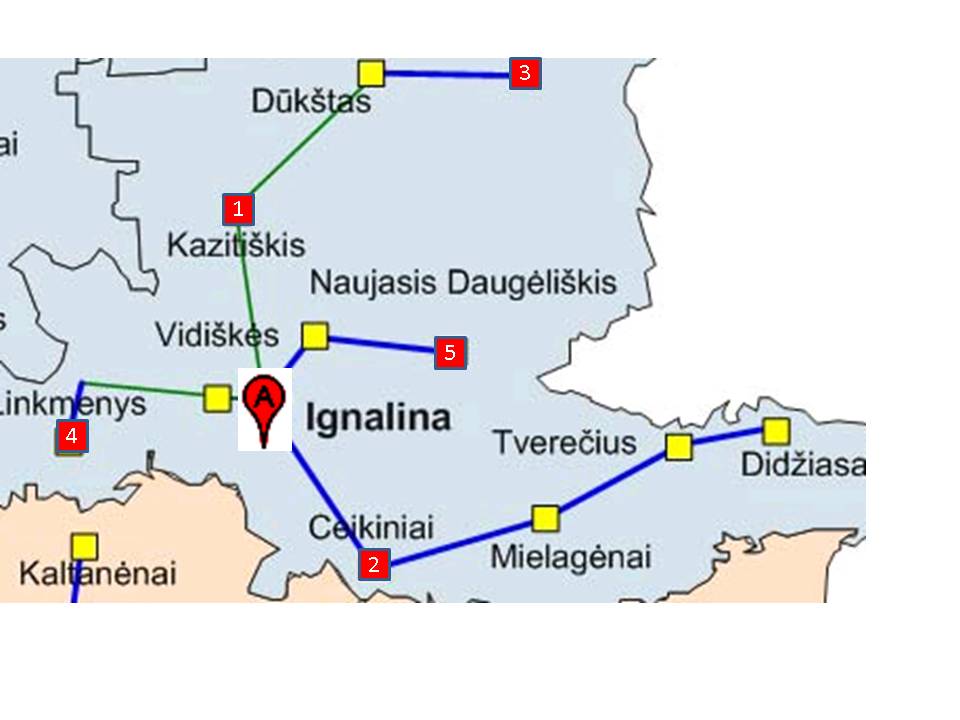 3
Dūkštas
ai
1
Kazitiškis
Naujasis Daugėliškis
s
Vidiškės
5
A
Linkmenys
Ignalina
4
Tverečius
Didžiasa
Ceikiniai
2
Mielagėnai
Kaltanėnai